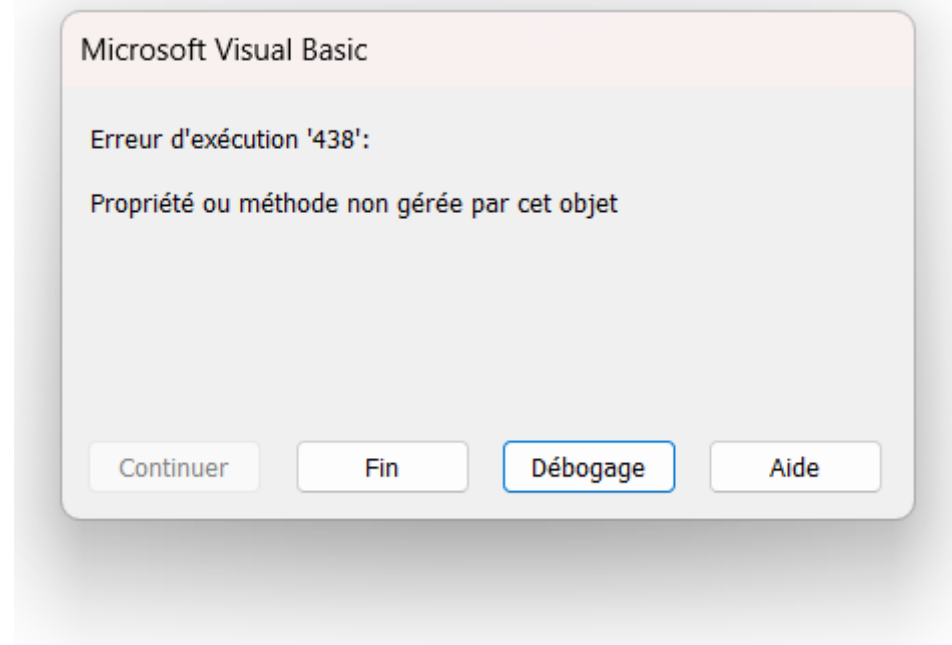 Microsoft Visual Basic
Erreur d'exécution '438':
Propriété ou méthode non gérée par cet objet
Continuer
Fin
Débogage
Aide